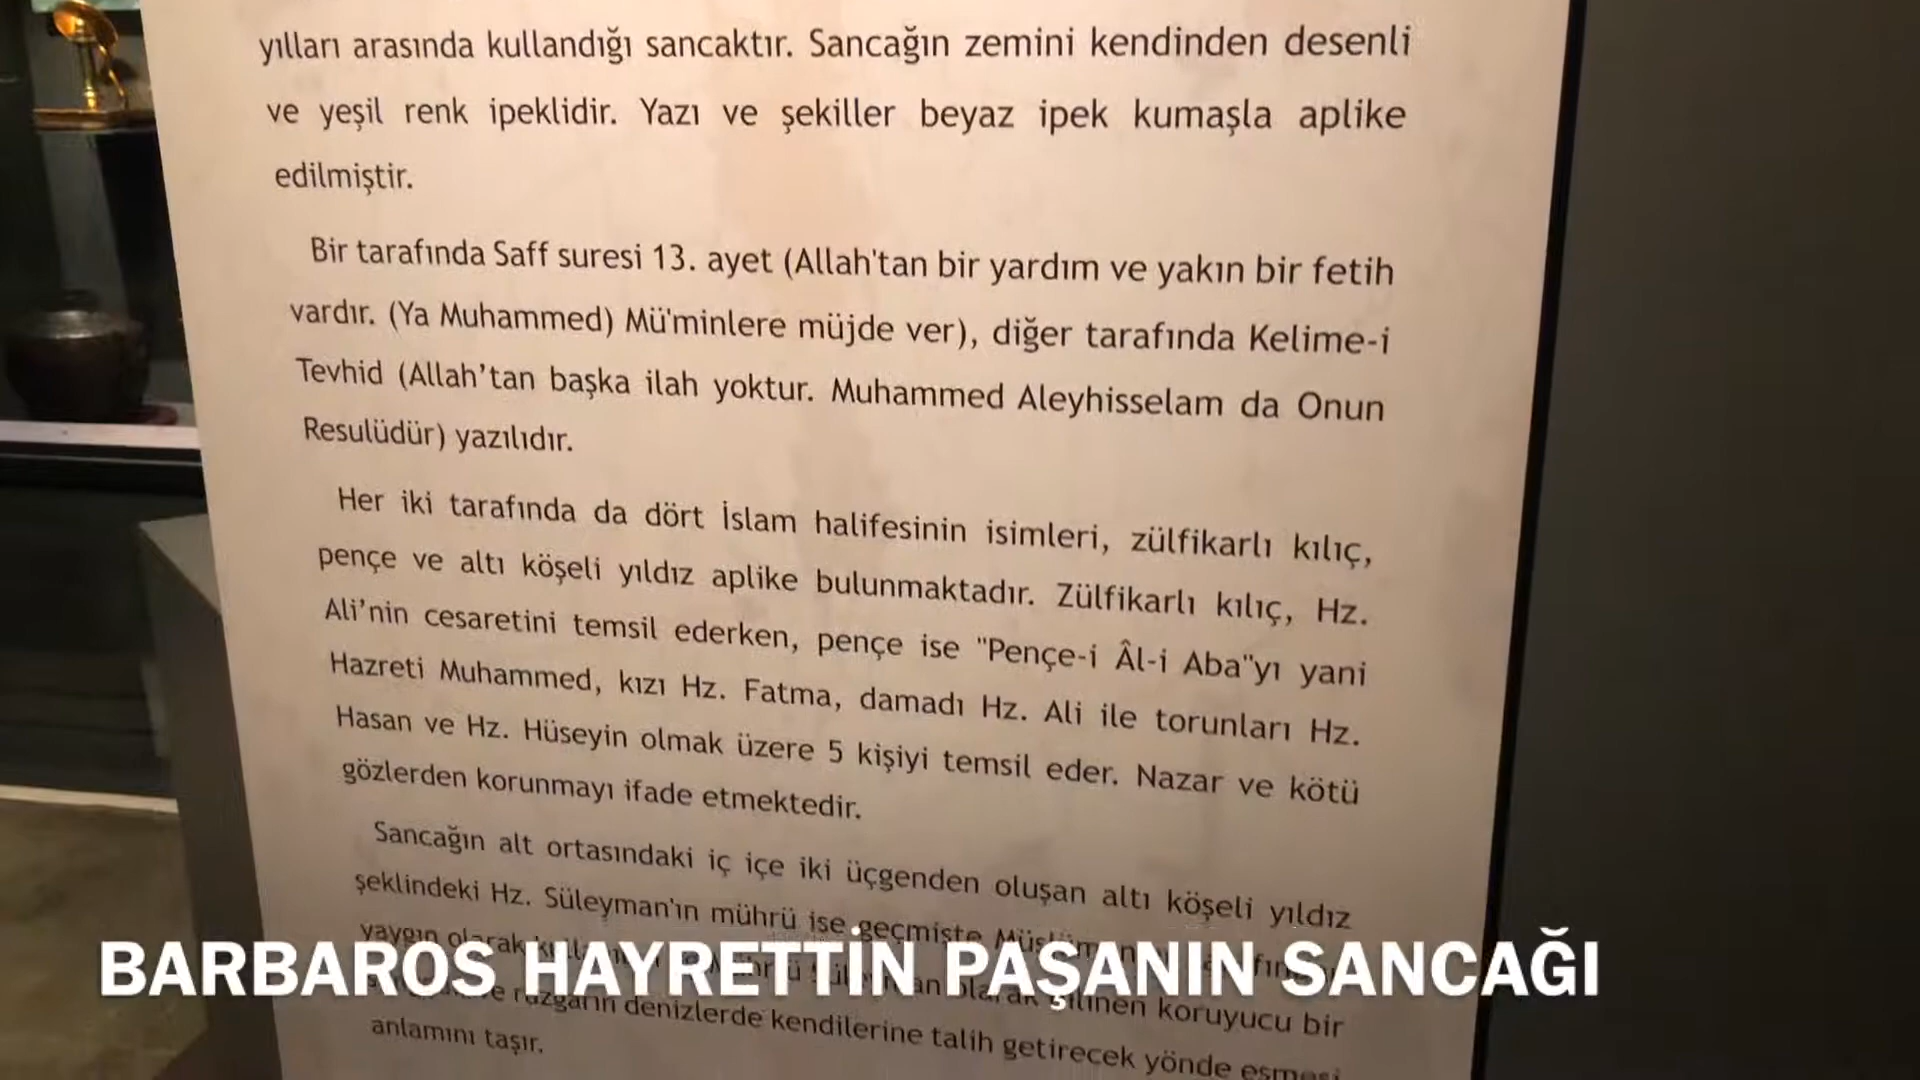 yılları arasında kullandığı sancaktır. Sancağın zemini kendinden desenli
ve yeşil renk ipeklidir. Yazı ve şekiller beyaz ipek kumaşla aplike
edilmiştir.
Bir tarafında Saff suresi 13. ayet (Allah'tan bir yardım ve yakın bir fetih
vardır. (Ya Muhammed) Mü'minlere müjde ver), diğer tarafında Kelime-i
Tevhid (Allah’tan başka ilah yoktur. Muhammed Aleyhisselam da Onun
Resulüdür) yazılıdır.
Her iki tarafında da dört İslam halifesinin isimleri, zülfikarlı kılıç,
pençe ve altı köşeli yıldız aplike bulunmaktadır. Zülfikarlı kılıç, Hz.
Ali’nin cesaretini temsil ederken, pençe ise "Pençe-i Âl-i Aba"yı yani
Hazreti Muhammed, kızı Hz. Fatma, damadı Hz. Ali ile torunları Hz.
Hasan ve Hz. Hüseyin olmak üzere 5 kişiyi temsil eder. Nazar ve kötü
gözlerden korunmayı ifade etmektedir.
Sancağın alt ortasındaki iç içe iki üçgenden oluşan altı köşeli yıldız
şeklindeki Hz. Süleyman'ın mührü ise geçmişte
yaygın olarak
bilinen koruyucu bir
rüzgarın denizlerde kendilerine talih getirecek yönde esmesi
anlamını taşır.
BARBAROS HAYRETTİN PAŞANIN SANCAĞI